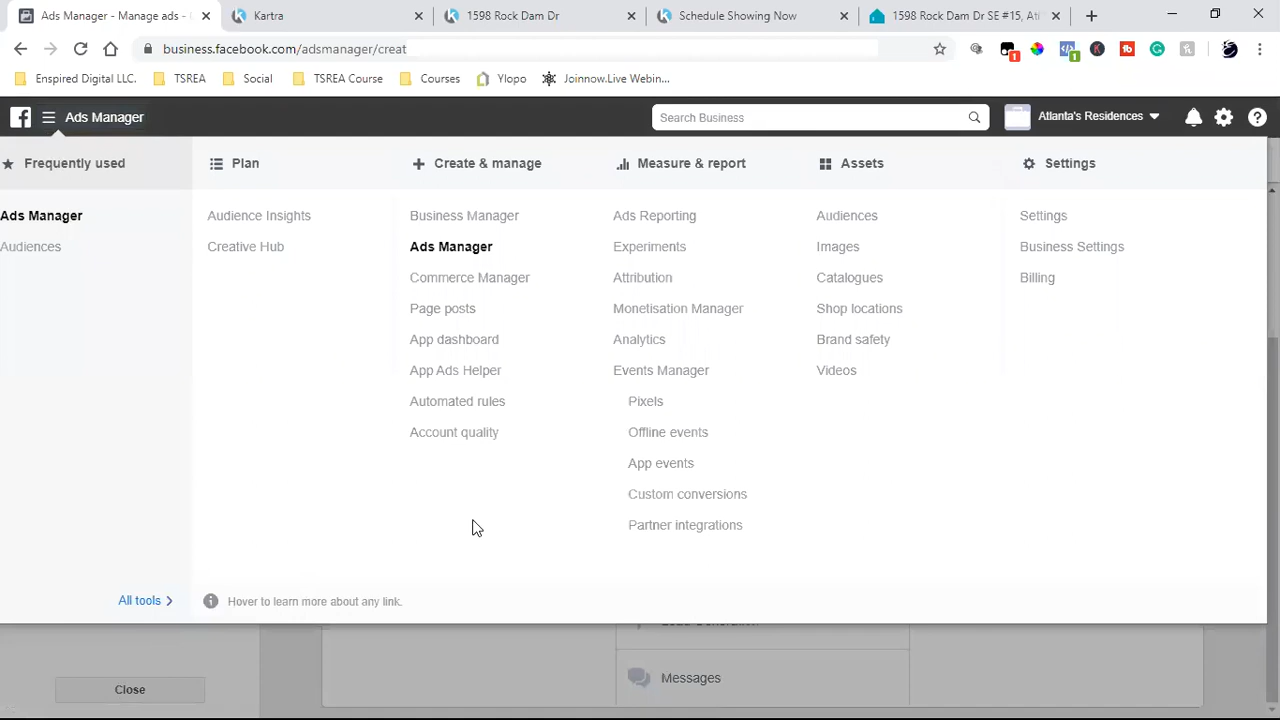 Ads Manager - Manage ads -
Kartra
1598 Rock Dam Dr
Schedule Showing Now
1598 Rock Dam Dr SE #15, Atl
business.facebook.com/adsmanager/creat
1
1
Enspired Digital LLC.
TSREA
Social
TSREA Course
Courses
Ylopo
Joinnow.Live Webin...
Ads Manager
Search Business
Atlanta's Residences
Frequently used
Plan
Create & manage
Measure & report
Assets
Settings
Ads Manager
Audience Insights
Business Manager
Ads Reporting
Audiences
Settings
Audiences
Creative Hub
Ads Manager
Experiments
Images
Business Settings
Commerce Manager
Attribution
Catalogues
Billing
Page posts
Monetisation Manager
Shop locations
App dashboard
Analytics
Brand safety
App Ads Helper
Events Manager
Videos
Automated rules
Pixels
Account quality
Offline events
App events
Custom conversions
Partner integrations
All tools
Hover to learn more about any link.
Messages
Close